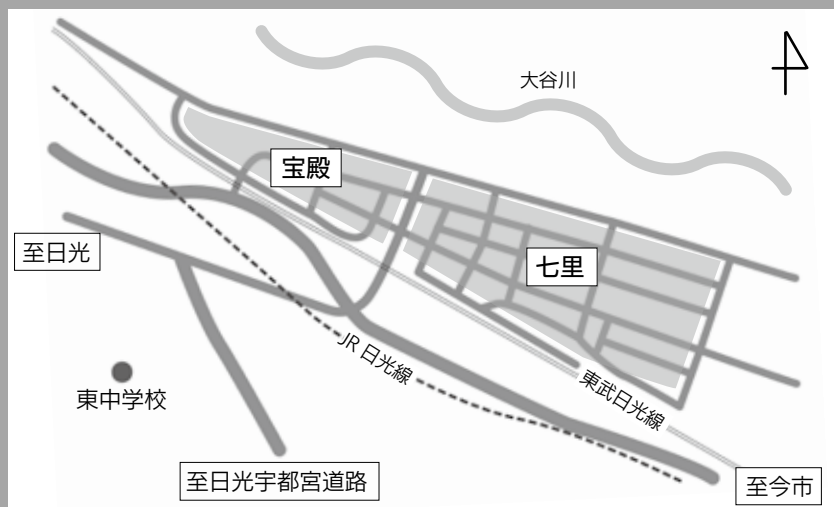 大谷川
宝殿
七里
至日光
JR 日光線
東武日光線
東中学校
至日光宇都宮道路
至今市